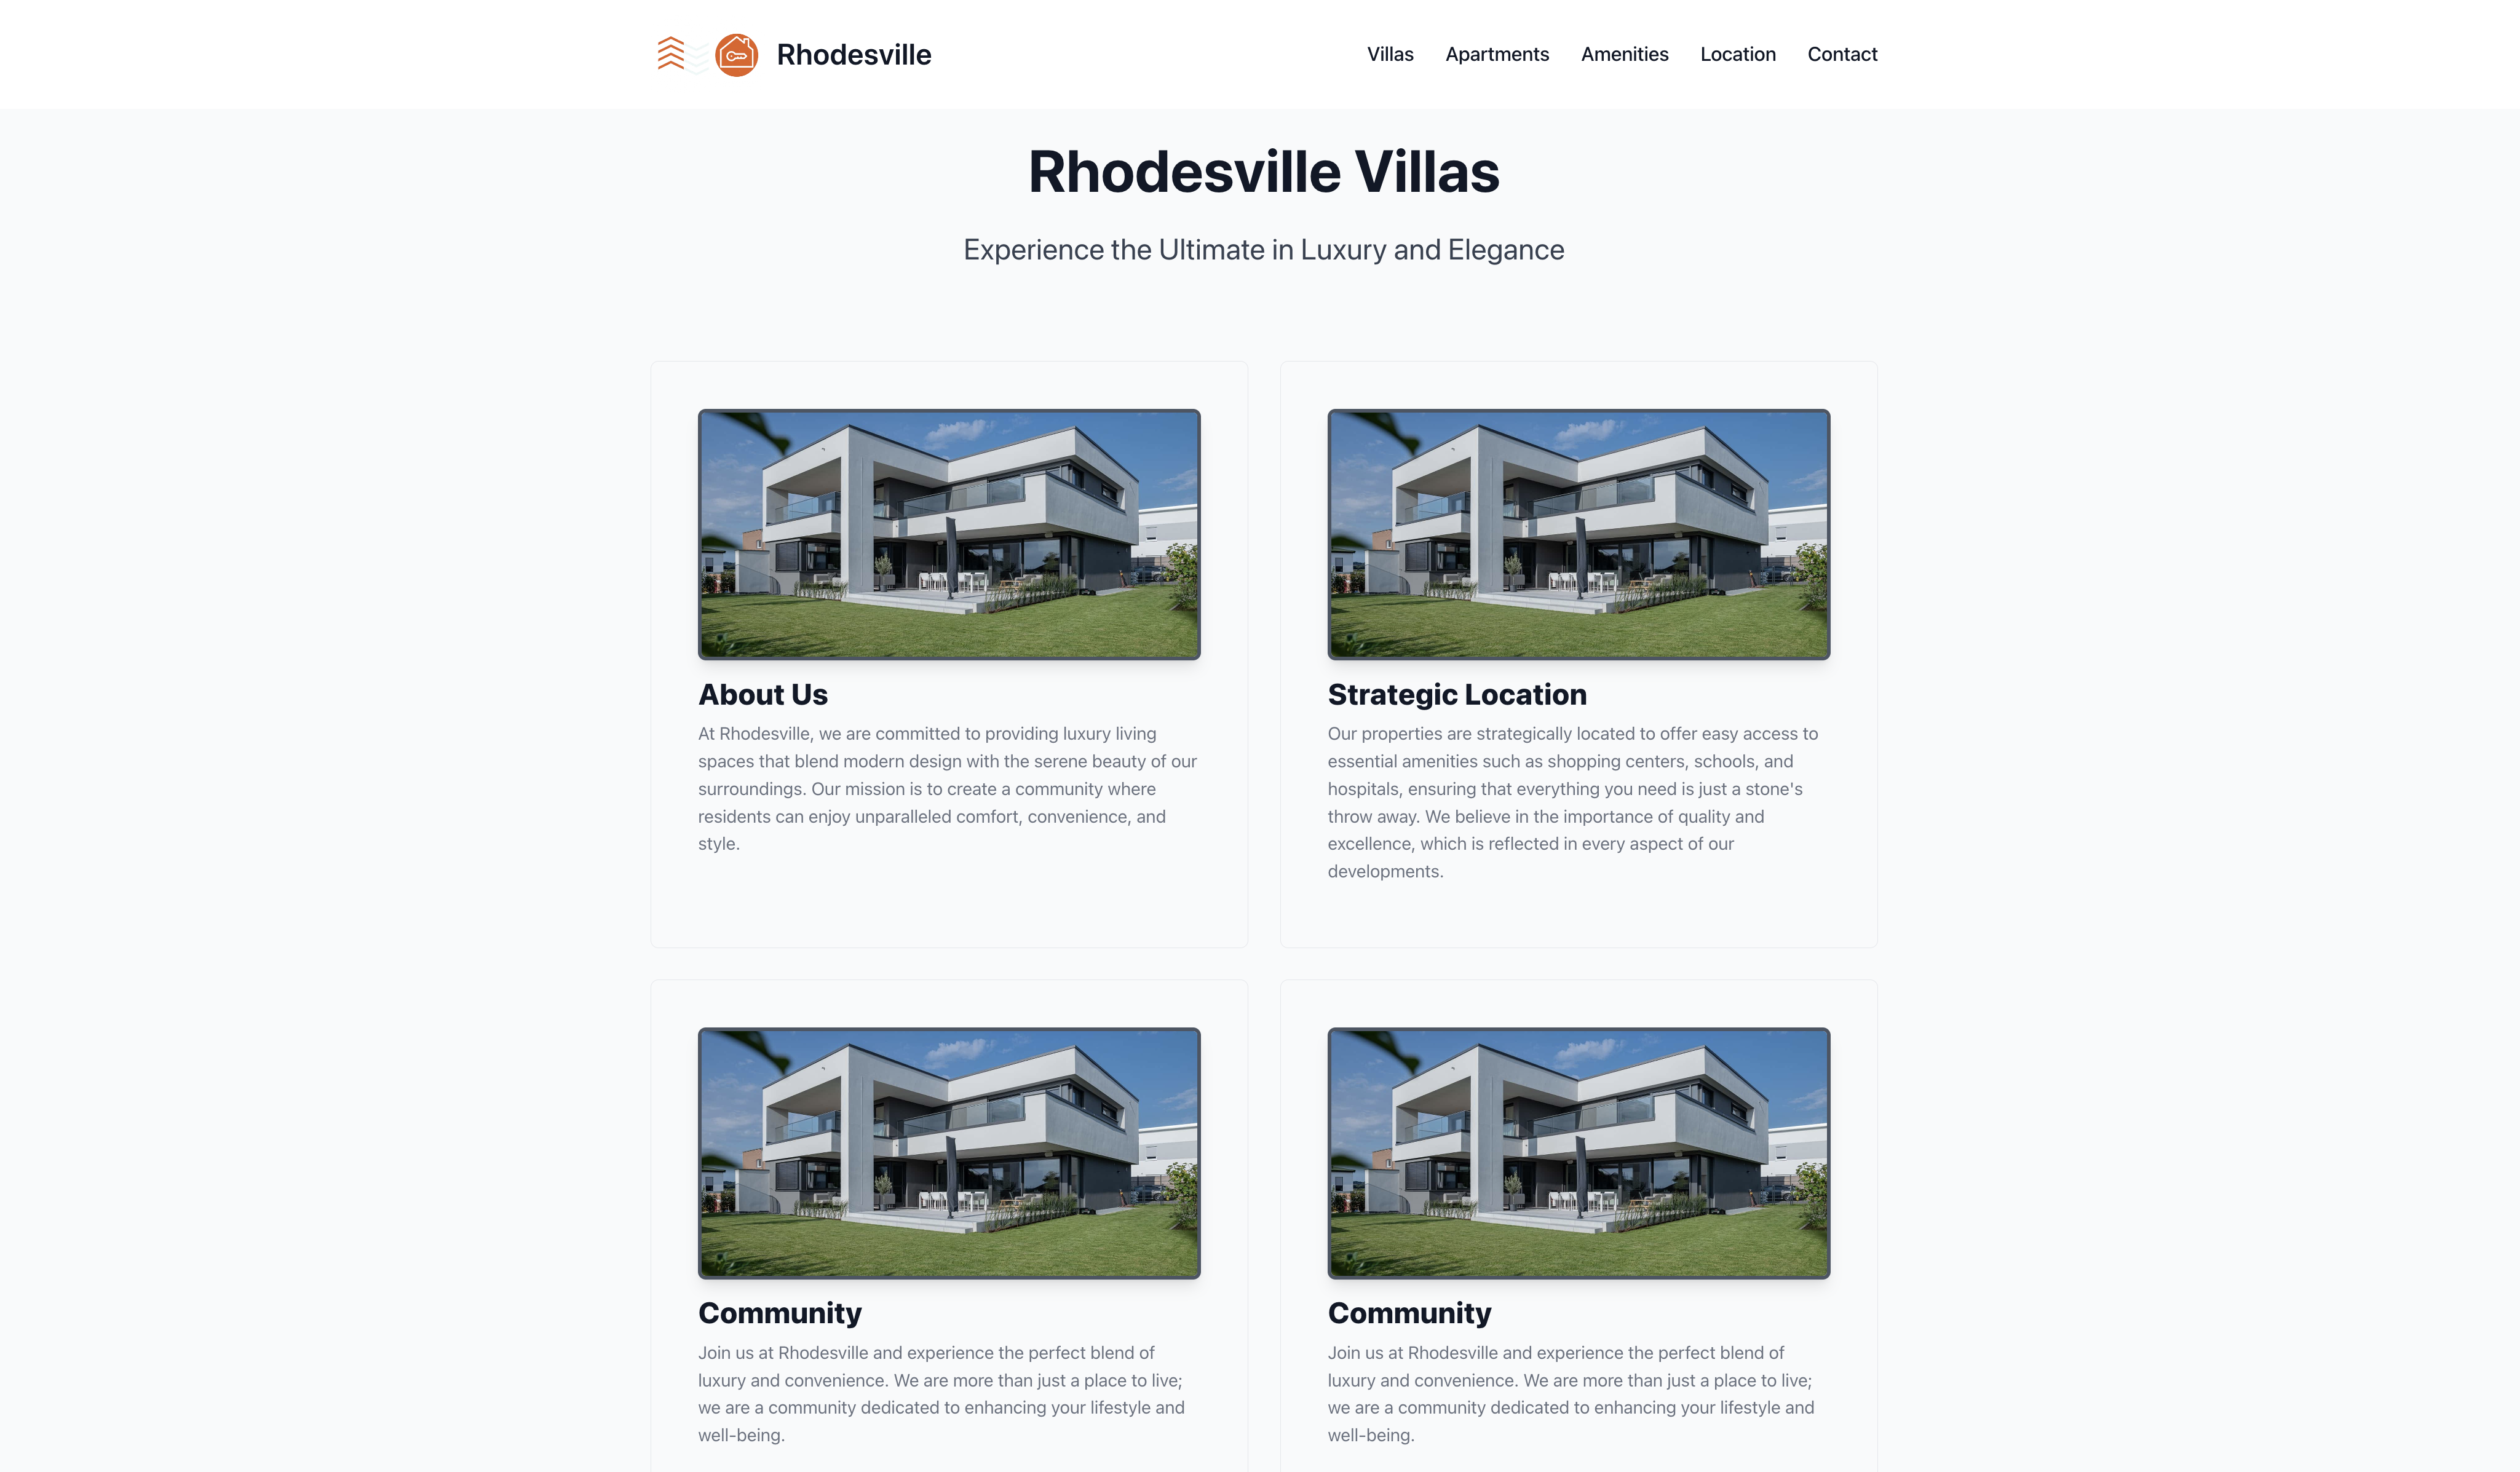 Rhodesville
Villas Apartments Amenities Location Contact
Rhodesville Villas
Experience the Ultimate in Luxury and Elegance
About Us
At Rhodesville, we are committed to providing luxury living
spaces that blend modern design with the serene beauty of our
surroundings. Our mission is to create a community where
residents can enjoy unparalleled comfort, convenience, and
style.
Strategic Location
Our properties are strategically located to offer easy access to
essential amenities such as shopping centers, schools, and
hospitals, ensuring that everything you need is just a stone's
throw away. We believe in the importance of quality and
excellence, which is reflected in every aspect of our
developments.
Community
Join us at Rhodesville and experience the perfect blend of
luxury and convenience. We are more than just a place to live;
we are a community dedicated to enhancing your lifestyle and
well-being.
Community
Join us at Rhodesville and experience the perfect blend of
luxury and convenience. We are more than just a place to live;
we are a community dedicated to enhancing your lifestyle and
well-being.